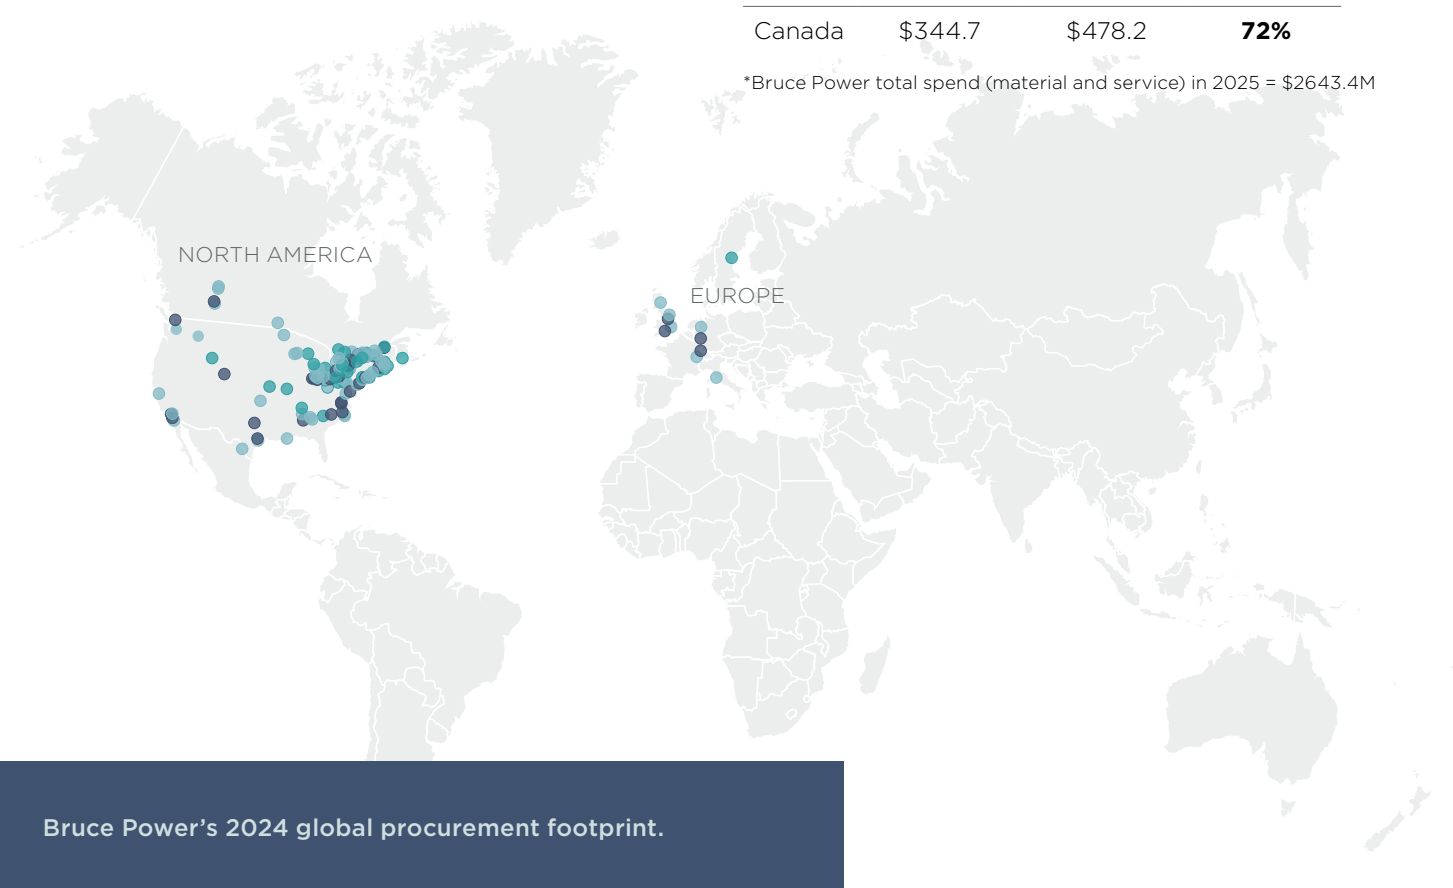 Canada $344.7 $478.2 72%
*Bruce Power total spend (material and service) in 2025 = $2643.4M
NORTH AMERICA
EUROPE
Bruce Power’s 2024 global procurement footprint.